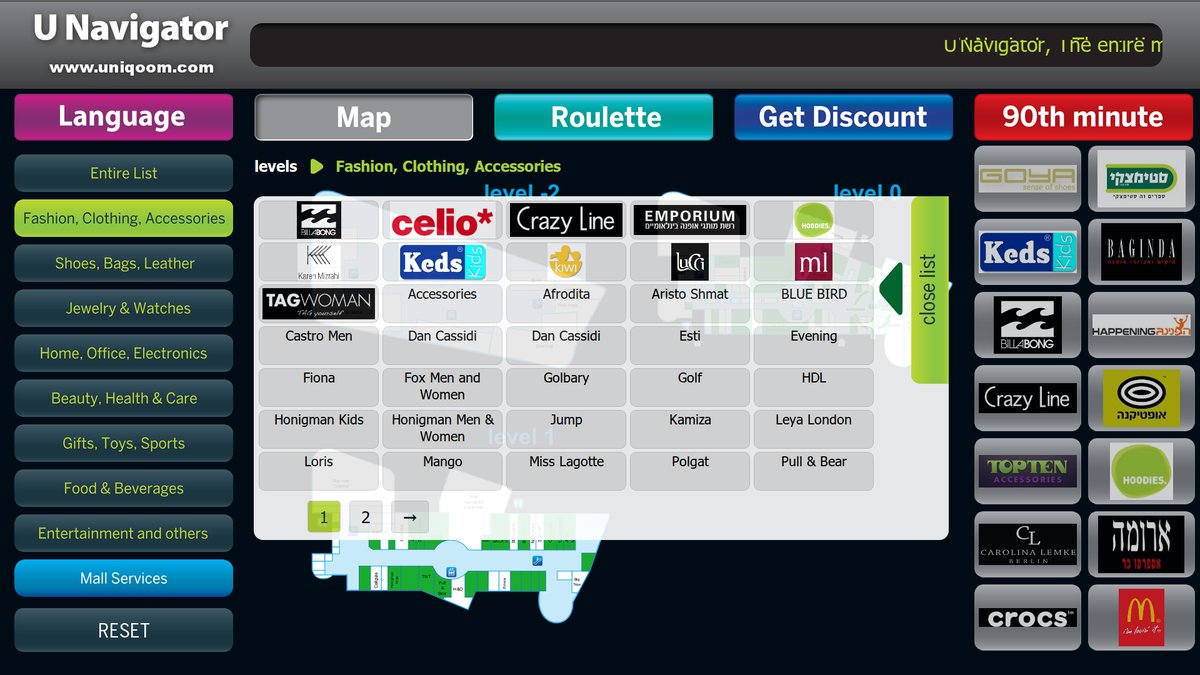 U Navigator
www.uniqoom.com
U Navigator, The entire m
Language
Map
Roulette
Get Discount
90th minute
Entire List
Fashion, Clothing, Accessories
Shoes, Bags, Leather
Jewelry & Watches
Home, Office, Electronics
Beauty, Health & Care
Gifts, Toys, Sports
Food & Beverages
Entertainment and others
Mall Services
RESET
levels
Fashion, Clothing, Accessories
level -2
level 0
BILLABONG
celio*
Crazy Line
EMPORIUM
רשת מותגי אופנה בינלאומיים
HOODIES.
Karen Mizrahi
Keds® Kids
KIWI
Lucci
ml
TAGWOMAN
TAG yourself
Accessories
Afrodita
Aristo Shmat
BLUE BIRD
Castro Men
Dan Cassidi
Dan Cassidi
Esti
Evening
Fiona
Fox Men and
Women
Golbary
Golf
HDL
Honigman Kids
Honigman Men &
Women
Jump
Kamiza
Leya London
Loris
Mango
Miss Lagotte
Polgat
Pull & Bear
level 1
1
2
→
close list
TNT
Pull
&
Bear
H&O
GOYA
sense of shoes
סטימצקי
ספרים זה סטימצקי
Keds® Kids
BAGINDA
BILLABONG
HAPPENING הפנינג
Crazy Line
אופטיקנה
TOPTEN
ACCESSORIES
HOODIES.
CL
CAROLINA LEMKE
BERLIN
ארומה
אספרסו בר
crocs™
M